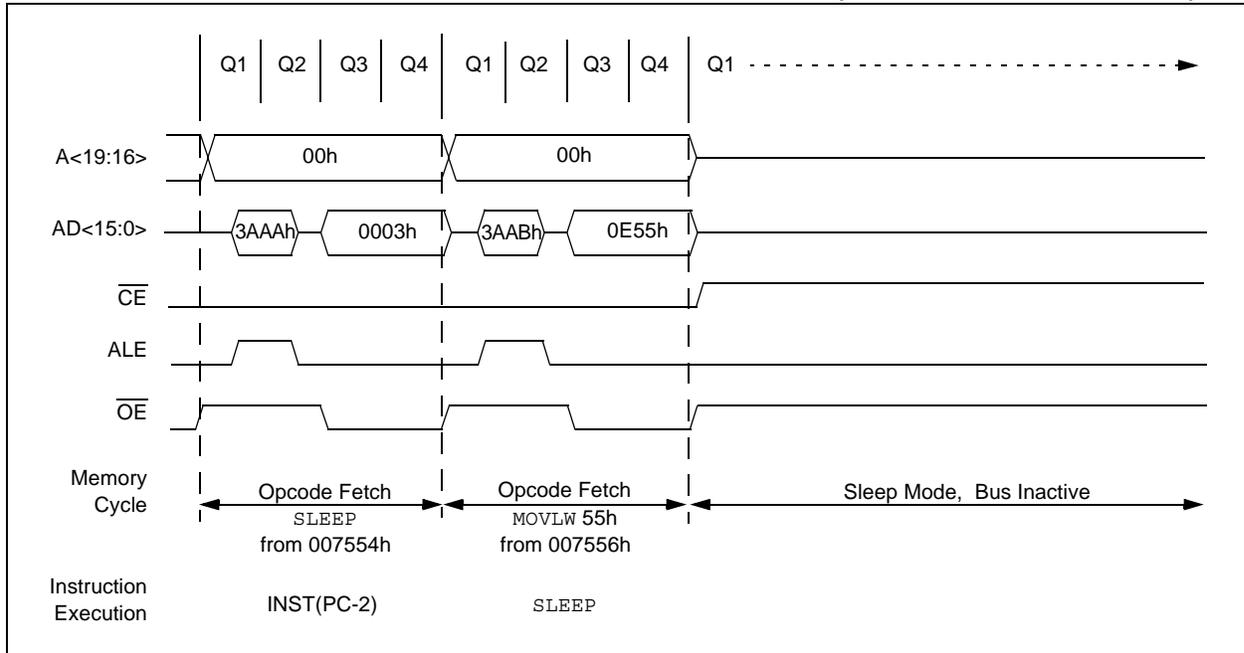 Q1 Q2 Q3 Q4 Q1 Q2 Q3 Q4 Q1
A<19:16> 00h 00h
AD<15:0> 3AAAh 0003h 3AABh 0E55h
CE
ALE
OE
Memory
Cycle
Opcode Fetch
SLEEP
from 007554h
Opcode Fetch
MOVLW 55h
from 007556h
Sleep Mode, Bus Inactive
Instruction
Execution
INST(PC-2) SLEEP